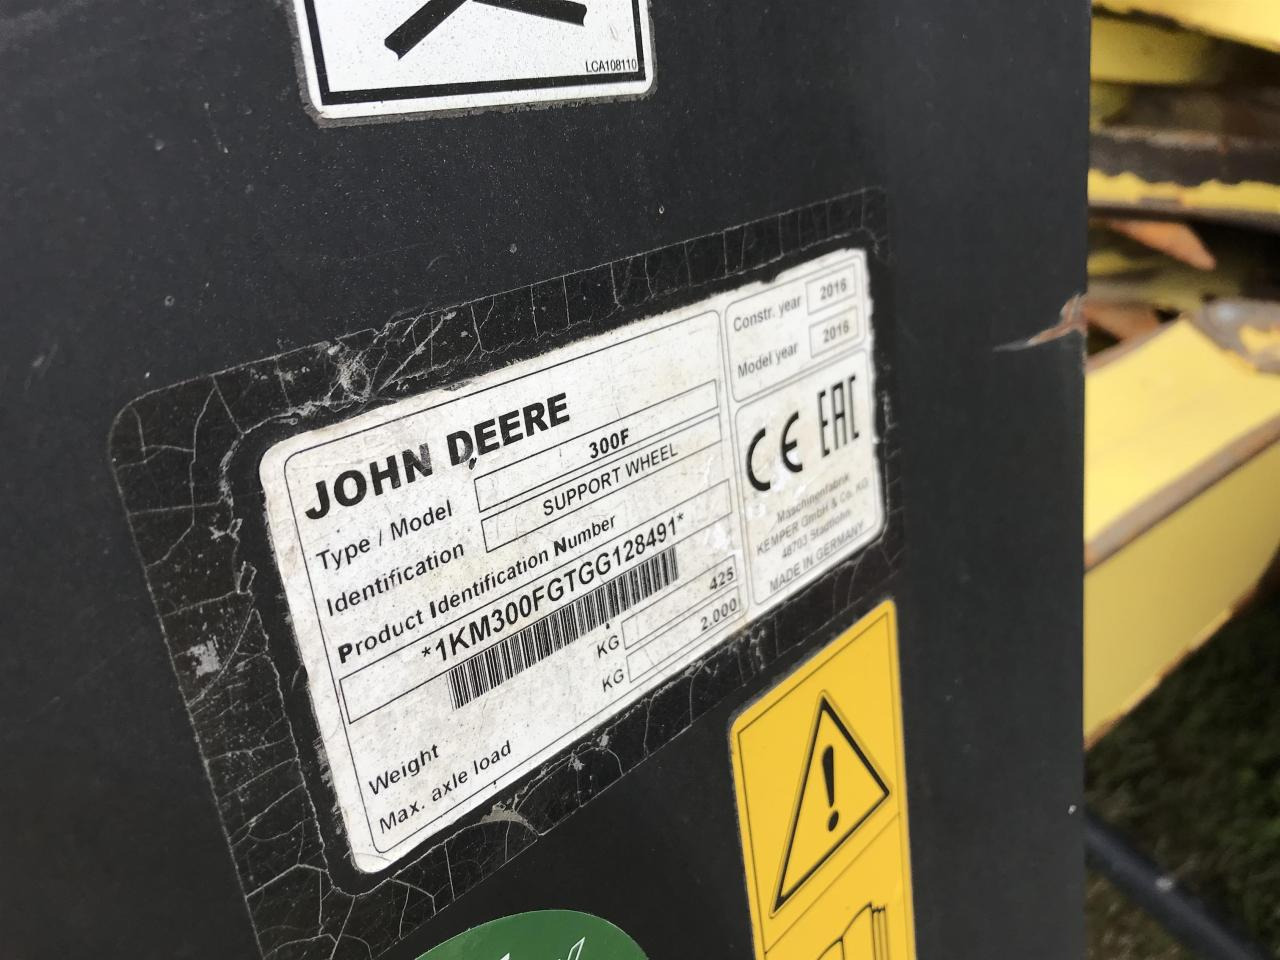 LCA108110
JOHN DEERE
Type / Model 300F
Identification SUPPORT WHEEL
Product Identification Number
*1KM300FGTGG128491*
Weight KG 425
Max. axle load KG 2.000
Constr. year 2016
Model year 2016
CE EAC
Maschinenfabrik
KEMPER GmbH & Co. KG
48703 Stadtlohn
MADE IN GERMANY